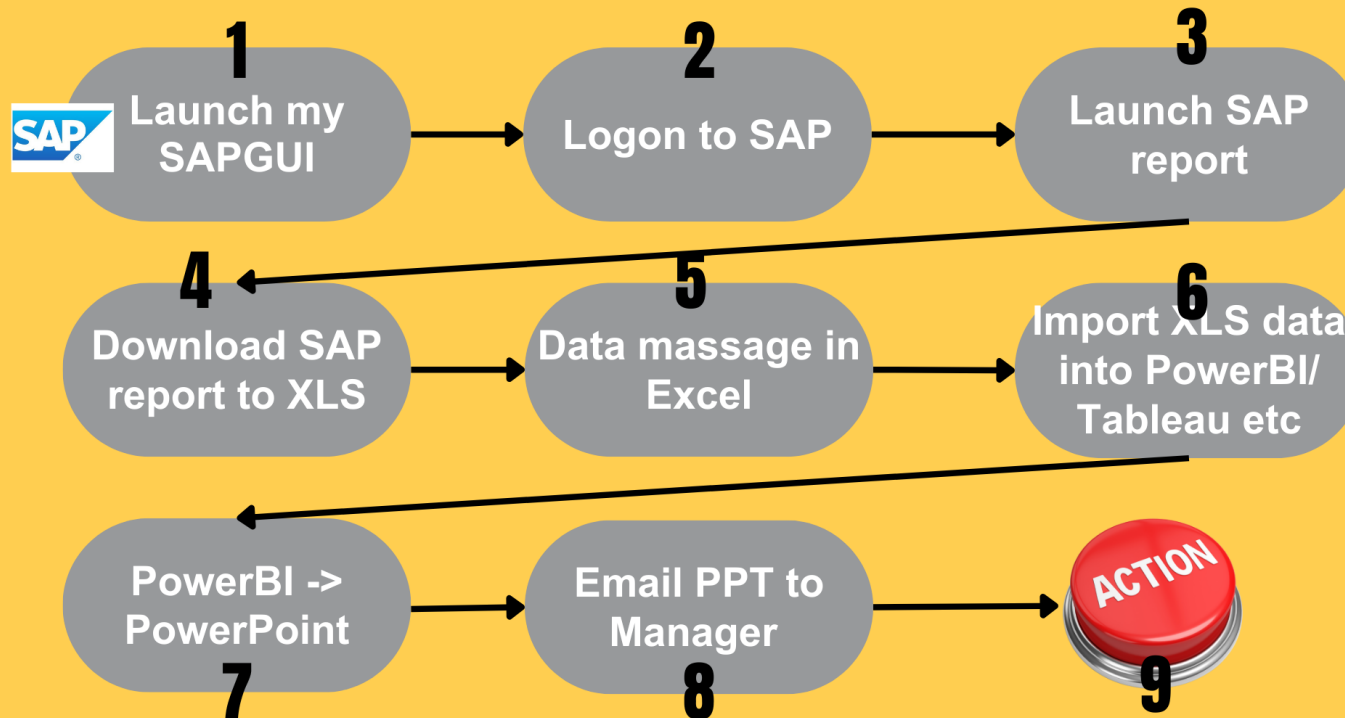 1
2
3
SAP
®
Launch my
SAPGUI
Logon to SAP
Launch SAP
report
4
5
6
Download SAP
report to XLS
Data massage in
Excel
Import XLS data
into PowerBI/
Tableau etc
PowerBI ->
PowerPoint
Email PPT to
Manager
ACTION
7
8
9